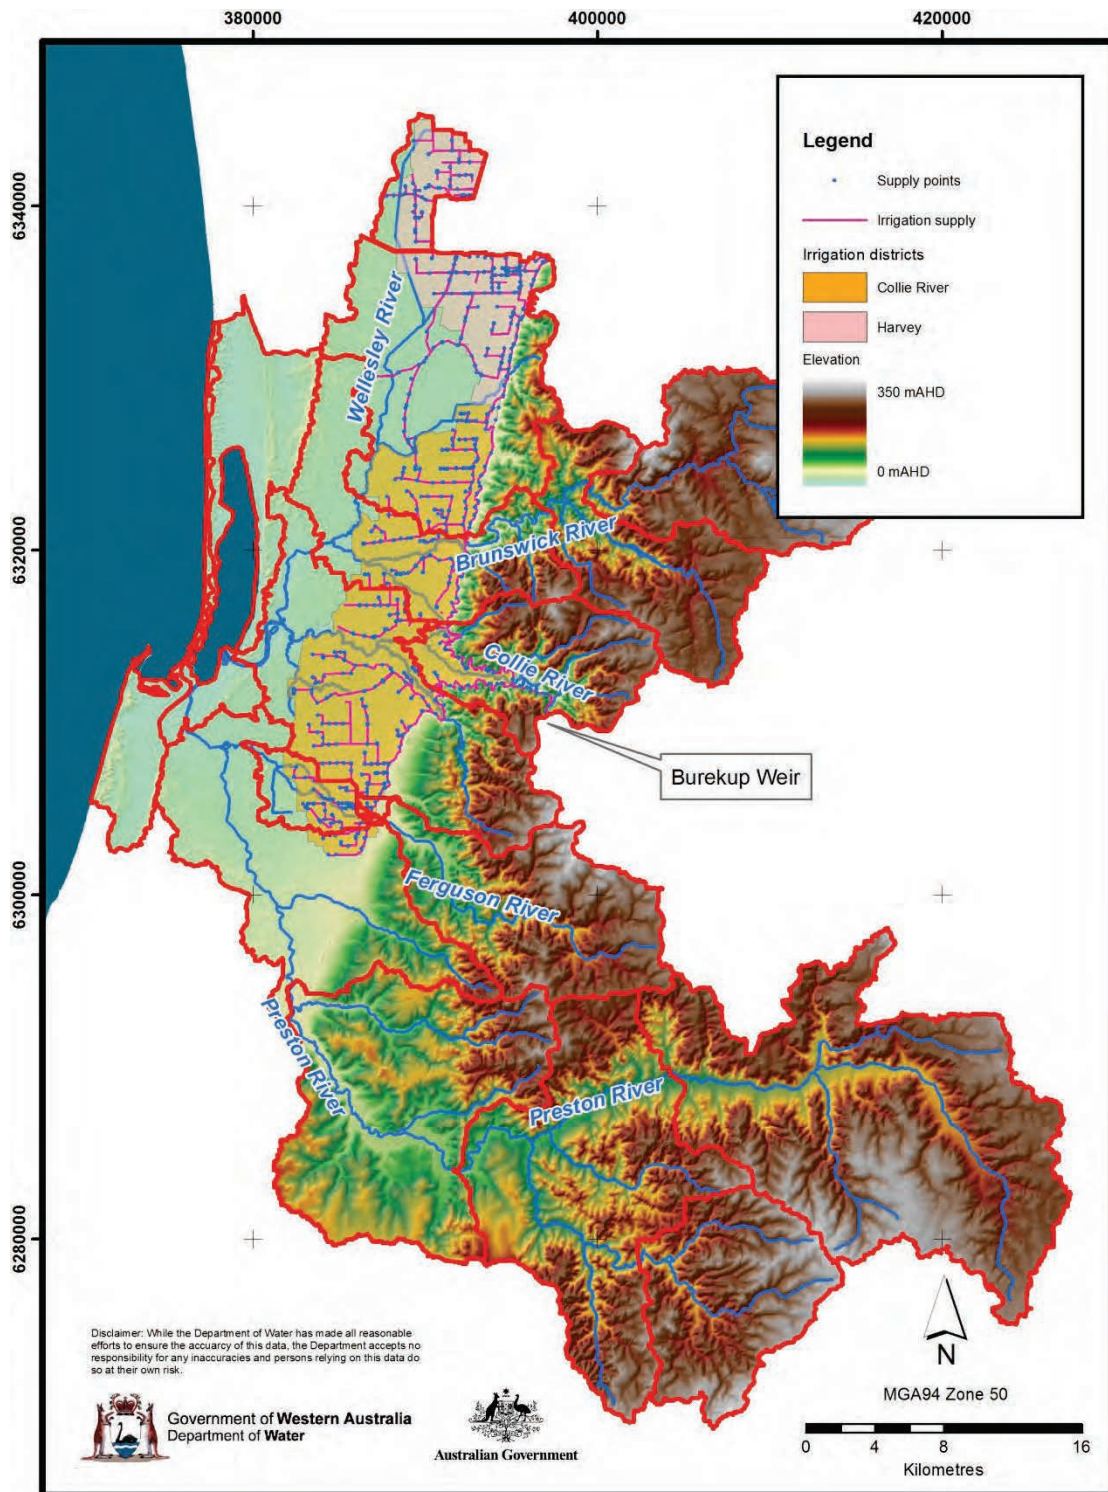 380000
400000
420000
6340000
6320000
6300000
6280000
Legend
Supply points
Irrigation supply
Irrigation districts
Collie River
Harvey
Elevation
350 mAHD
0 mAHD
Wellesley River
Brunswick River
Collie River
Burekup Weir
Ferguson River
Preston River
Preston River
Disclaimer: While the Department of Water has made all reasonable
efforts to ensure the accuarcy of this data, the Department accepts no
responsibility for any inaccuracies and persons relying on this data do
so at their own risk.
Government of Western Australia
Department of Water
Australian Government
N
MGA94 Zone 50
0 4 8 16
Kilometres